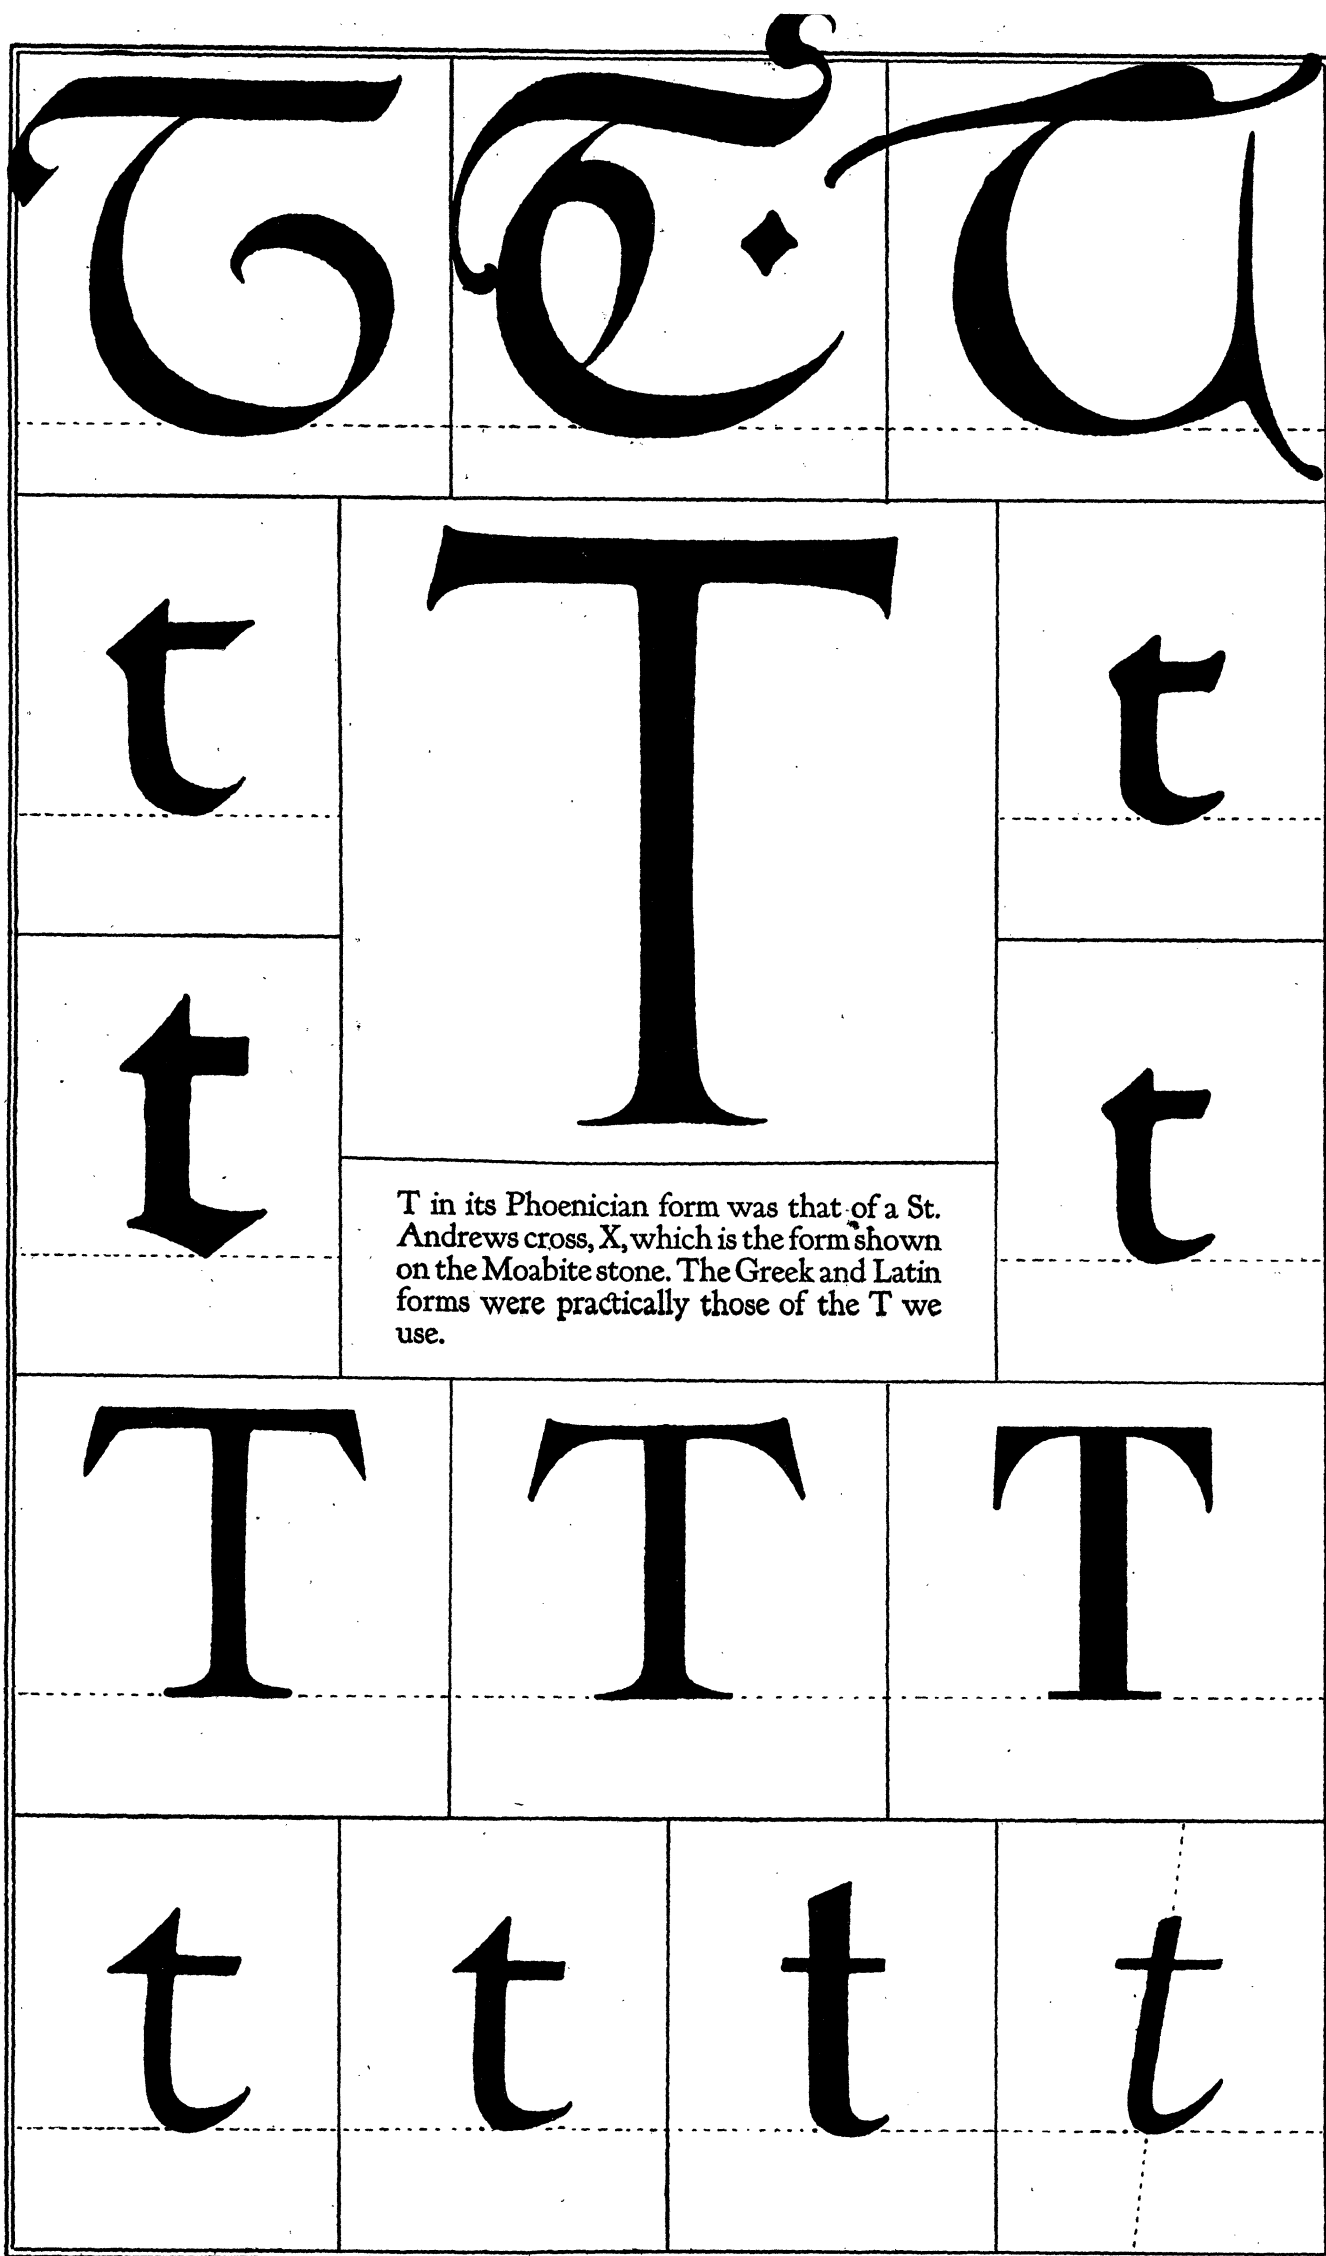 T T T
t T t
t t
T in its Phoenician form was that of a St.
Andrews cross, X, which is the form shown
on the Moabite stone. The Greek and Latin
forms were practically those of the T we
use.
T T T
t t t t